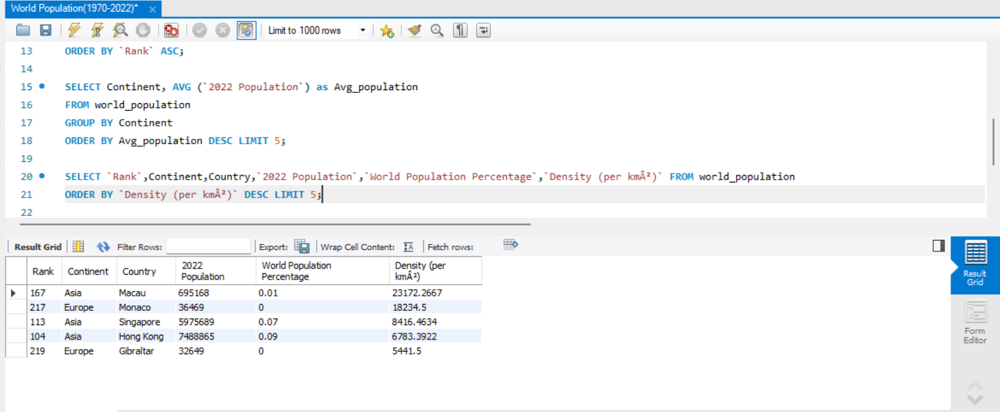 World Population(1970-2022)*
Limit to 1000 rows
13 ORDER BY `Rank` ASC;
14
15 SELECT Continent, AVG (`2022 Population`) as Avg_population
16 FROM world_population
17 GROUP BY Continent
18 ORDER BY Avg_population DESC LIMIT 5;
19
20 SELECT `Rank`,Continent,Country,`2022 Population`,`World Population Percentage`,`Density (per kmÂ²)` FROM world_population
21 ORDER BY `Density (per kmÂ²)` DESC LIMIT 5;
22
Result Grid Filter Rows: Export: Wrap Cell Content: Fetch rows:
Rank Continent Country 2022 Population World Population Percentage Density (per kmÂ²)
167 Asia Macau 695168 0.01 23172.2667
217 Europe Monaco 36469 0 18234.5
113 Asia Singapore 5975689 0.07 8416.4634
104 Asia Hong Kong 7488865 0.09 6783.3922
219 Europe Gibraltar 32649 0 5441.5
Result
Grid
Form
Editor